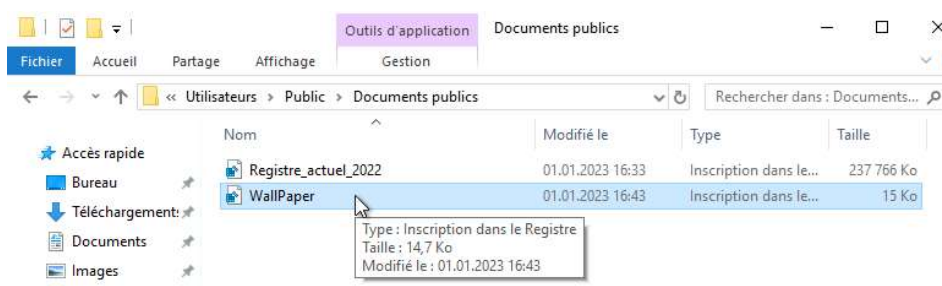 Outils d'application Documents publics
Fichier Accueil Partage Affichage Gestion
« Utilisateurs > Public > Documents publics Rechercher dans : Documents...
Nom Modifié le Type Taille
Accès rapide
Registre_actuel_2022 01.01.2023 16:33 Inscription dans le... 237 766 Ko
Bureau
WallPaper 01.01.2023 16:43 Inscription dans le... 15 Ko
Téléchargements
Type : Inscription dans le Registre
Taille : 14,7 Ko
Modifié le : 01.01.2023 16:43
Documents
Images